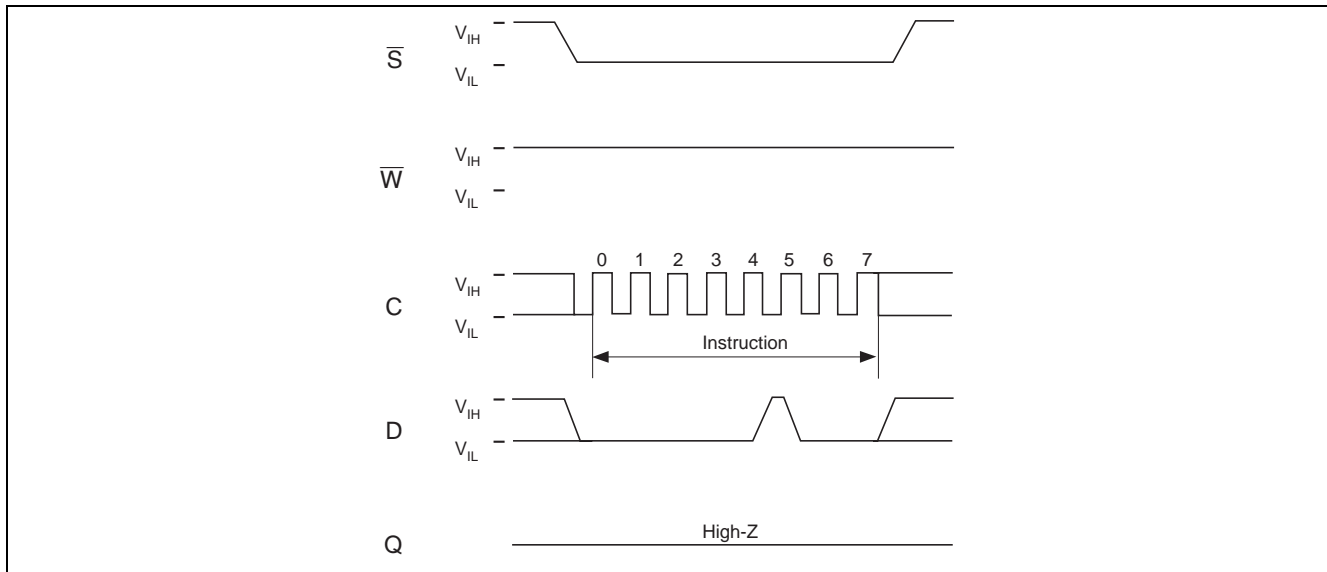 S̅
V_IH
V_IL
W̅
V_IH
V_IL
0 1 2 3 4 5 6 7
C
V_IH
V_IL
Instruction
D
V_IH
V_IL
Q
High-Z